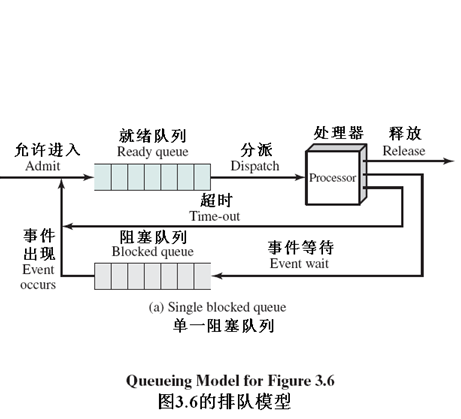 允许进入
Admit
就绪队列
Ready queue
分派
Dispatch
处理器
Processor
释放
Release
超时
Time-out
事件
出现
Event
occurs
阻塞队列
Blocked queue
事件等待
Event wait
(a) Single blocked queue
单一阻塞队列
Queueing Model for Figure 3.6
图3.6的排队模型